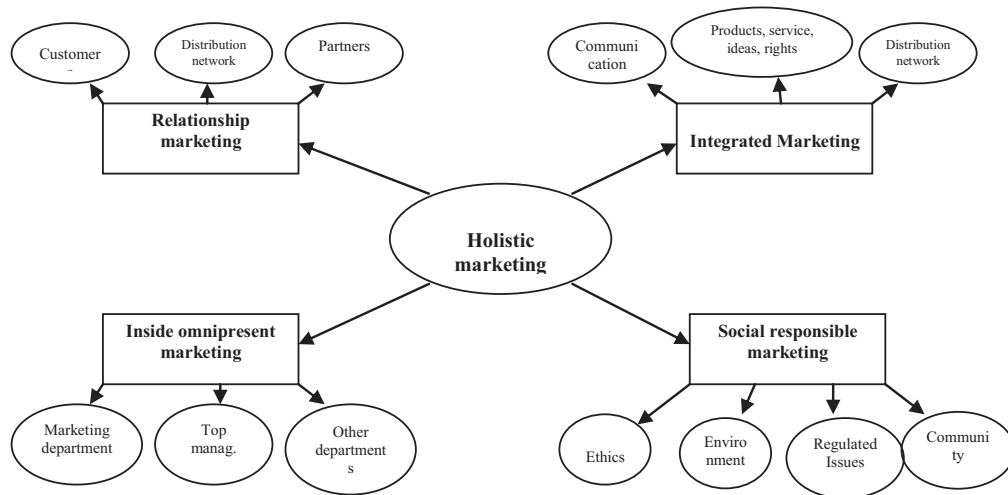 Customer
s
Distribution
network
Partners
Relationship
marketing
Communi
cation
Products, service,
ideas, rights
Distribution
network
Integrated Marketing
Holistic
marketing
Inside omnipresent
marketing
Marketing
department
Top
manag.
Other
department
s
Social responsible
marketing
Ethics
Enviro
nment
Regulated
Issues
Communi
ty